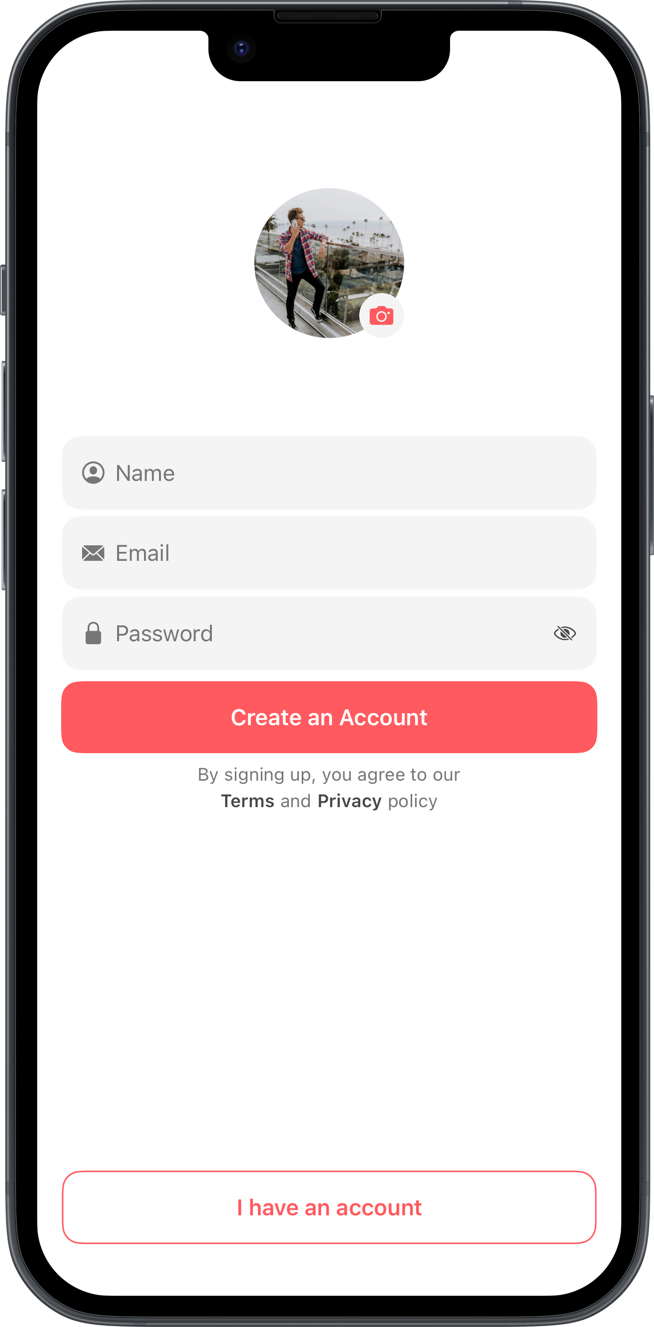 Name
Email
Password
Create an Account
By signing up, you agree to our
Terms and Privacy policy
I have an account